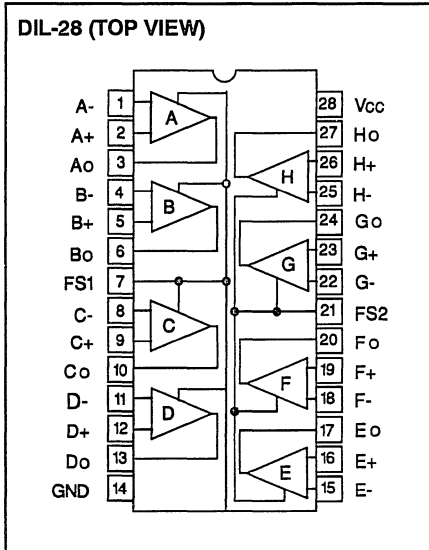 DIL-28 (TOP VIEW)
A- 1
A+ 2
Ao 3
B- 4
B+ 5
Bo 6
FS1 7
C- 8
C+ 9
Co 10
D- 11
D+ 12
Do 13
GND 14
A
B
C
D
H
G
F
E
28 Vcc
27 Ho
26 H+
25 H-
24 Go
23 G+
22 G-
21 FS2
20 Fo
19 F+
18 F-
17 Eo
16 E+
15 E-